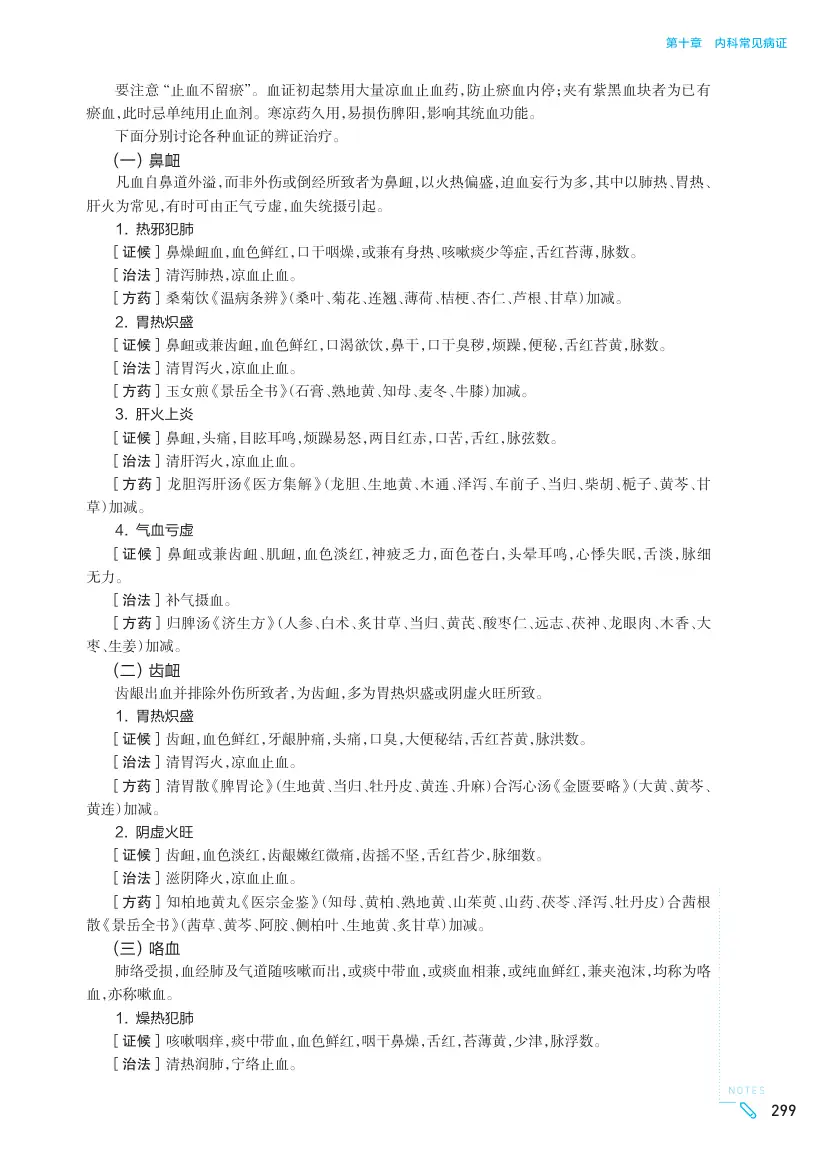 第十章 内科常见病证
要注意 “止血不留瘀”。血证初起禁用大量凉血止血药,防止瘀血内停;夹有紫黑血块者为已有
瘀血,此时忌单纯用止血剂。寒凉药久用,易损伤脾阳,影响其统血功能。
下面分别讨论各种血证的辨证治疗。
(一) 鼻衄
凡血自鼻道外溢,而非外伤或倒经所致者为鼻衄,以火热偏盛,迫血妄行为多,其中以肺热、胃热、
肝火为常见,有时可由正气亏虚,血失统摄引起。
1. 热邪犯肺
[证候] 鼻燥衄血,血色鲜红,口干咽燥,或兼有身热、咳嗽痰少等症,舌红苔薄,脉数。
[治法] 清泻肺热,凉血止血。
[方药] 桑菊饮《温病条辨》(桑叶、菊花、连翘、薄荷、桔梗、杏仁、芦根、甘草)加减。
2. 胃热炽盛
[证候] 鼻衄或兼齿衄,血色鲜红,口渴欲饮,鼻干,口干臭秽,烦躁,便秘,舌红苔黄,脉数。
[治法] 清胃泻火,凉血止血。
[方药] 玉女煎《景岳全书》(石膏、熟地黄、知母、麦冬、牛膝)加减。
3. 肝火上炎
[证候] 鼻衄,头痛,目眩耳鸣,烦躁易怒,两目红赤,口苦,舌红,脉弦数。
[治法] 清肝泻火,凉血止血。
[方药] 龙胆泻肝汤《医方集解》(龙胆、生地黄、木通、泽泻、车前子、当归、柴胡、栀子、黄芩、甘
草)加减。
4. 气血亏虚
[证候] 鼻衄或兼齿衄、肌衄,血色淡红,神疲乏力,面色苍白,头晕耳鸣,心悸失眠,舌淡,脉细
无力。
[治法] 补气摄血。
[方药] 归脾汤《济生方》(人参、白术、炙甘草、当归、黄芪、酸枣仁、远志、茯神、龙眼肉、木香、大
枣、生姜)加减。
(二) 齿衄
齿龈出血并排除外伤所致者,为齿衄,多为胃热炽盛或阴虚火旺所致。
1. 胃热炽盛
[证候] 齿衄,血色鲜红,牙龈肿痛,头痛,口臭,大便秘结,舌红苔黄,脉洪数。
[治法] 清胃泻火,凉血止血。
[方药] 清胃散《脾胃论》(生地黄、当归、牡丹皮、黄连、升麻)合泻心汤《金匮要略》(大黄、黄芩、
黄连)加减。
2. 阴虚火旺
[证候] 齿衄,血色淡红,齿龈嫩红微痛,齿摇不坚,舌红苔少,脉细数。
[治法] 滋阴降火,凉血止血。
[方药] 知柏地黄丸《医宗金鉴》(知母、黄柏、熟地黄、山茱萸、山药、茯苓、泽泻、牡丹皮)合茜根
散《景岳全书》(茜草、黄芩、阿胶、侧柏叶、生地黄、炙甘草)加减。
(三) 咯血
肺络受损,血经肺及气道随咳嗽而出,或痰中带血,或痰血相兼,或纯血鲜红,兼夹泡沫,均称为咯
血,亦称嗽血。
1. 燥热犯肺
[证候] 咳嗽咽痒,痰中带血,血色鲜红,咽干鼻燥,舌红,苔薄黄,少津,脉浮数。
[治法] 清热润肺,宁络止血。
NOTES
299